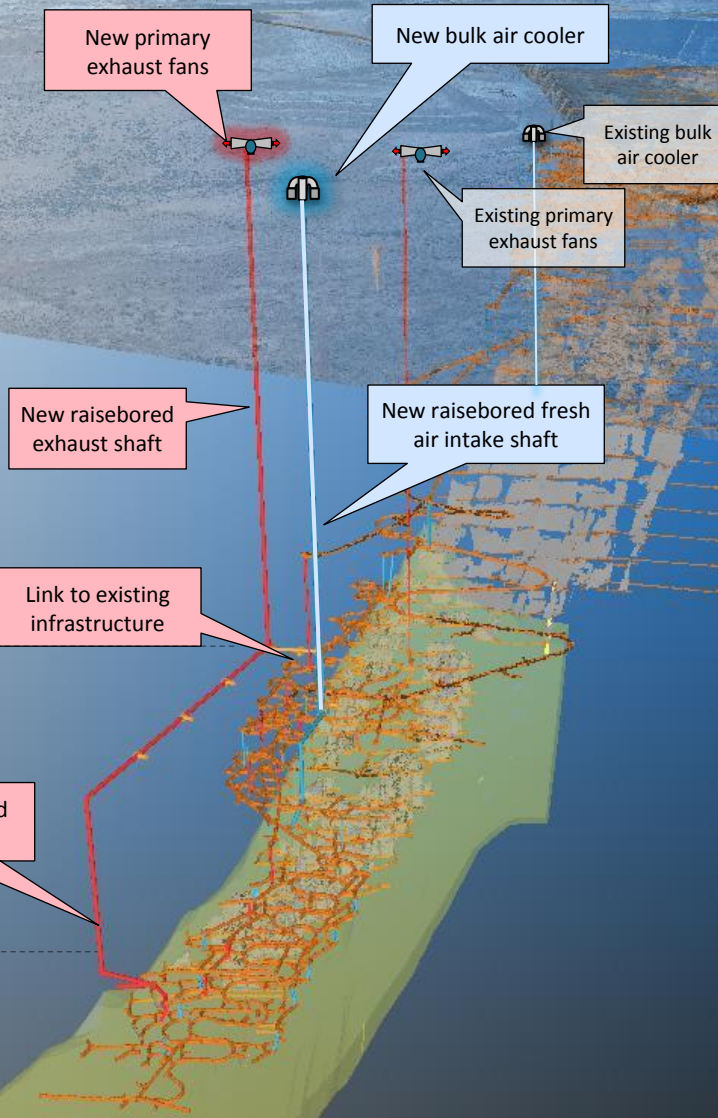 New primary
exhaust fans
New bulk air cooler
Existing bulk
air cooler
Existing primary
exhaust fans
New raisebored
exhaust shaft
New raisebored fresh
air intake shaft
Link to existing
infrastructure